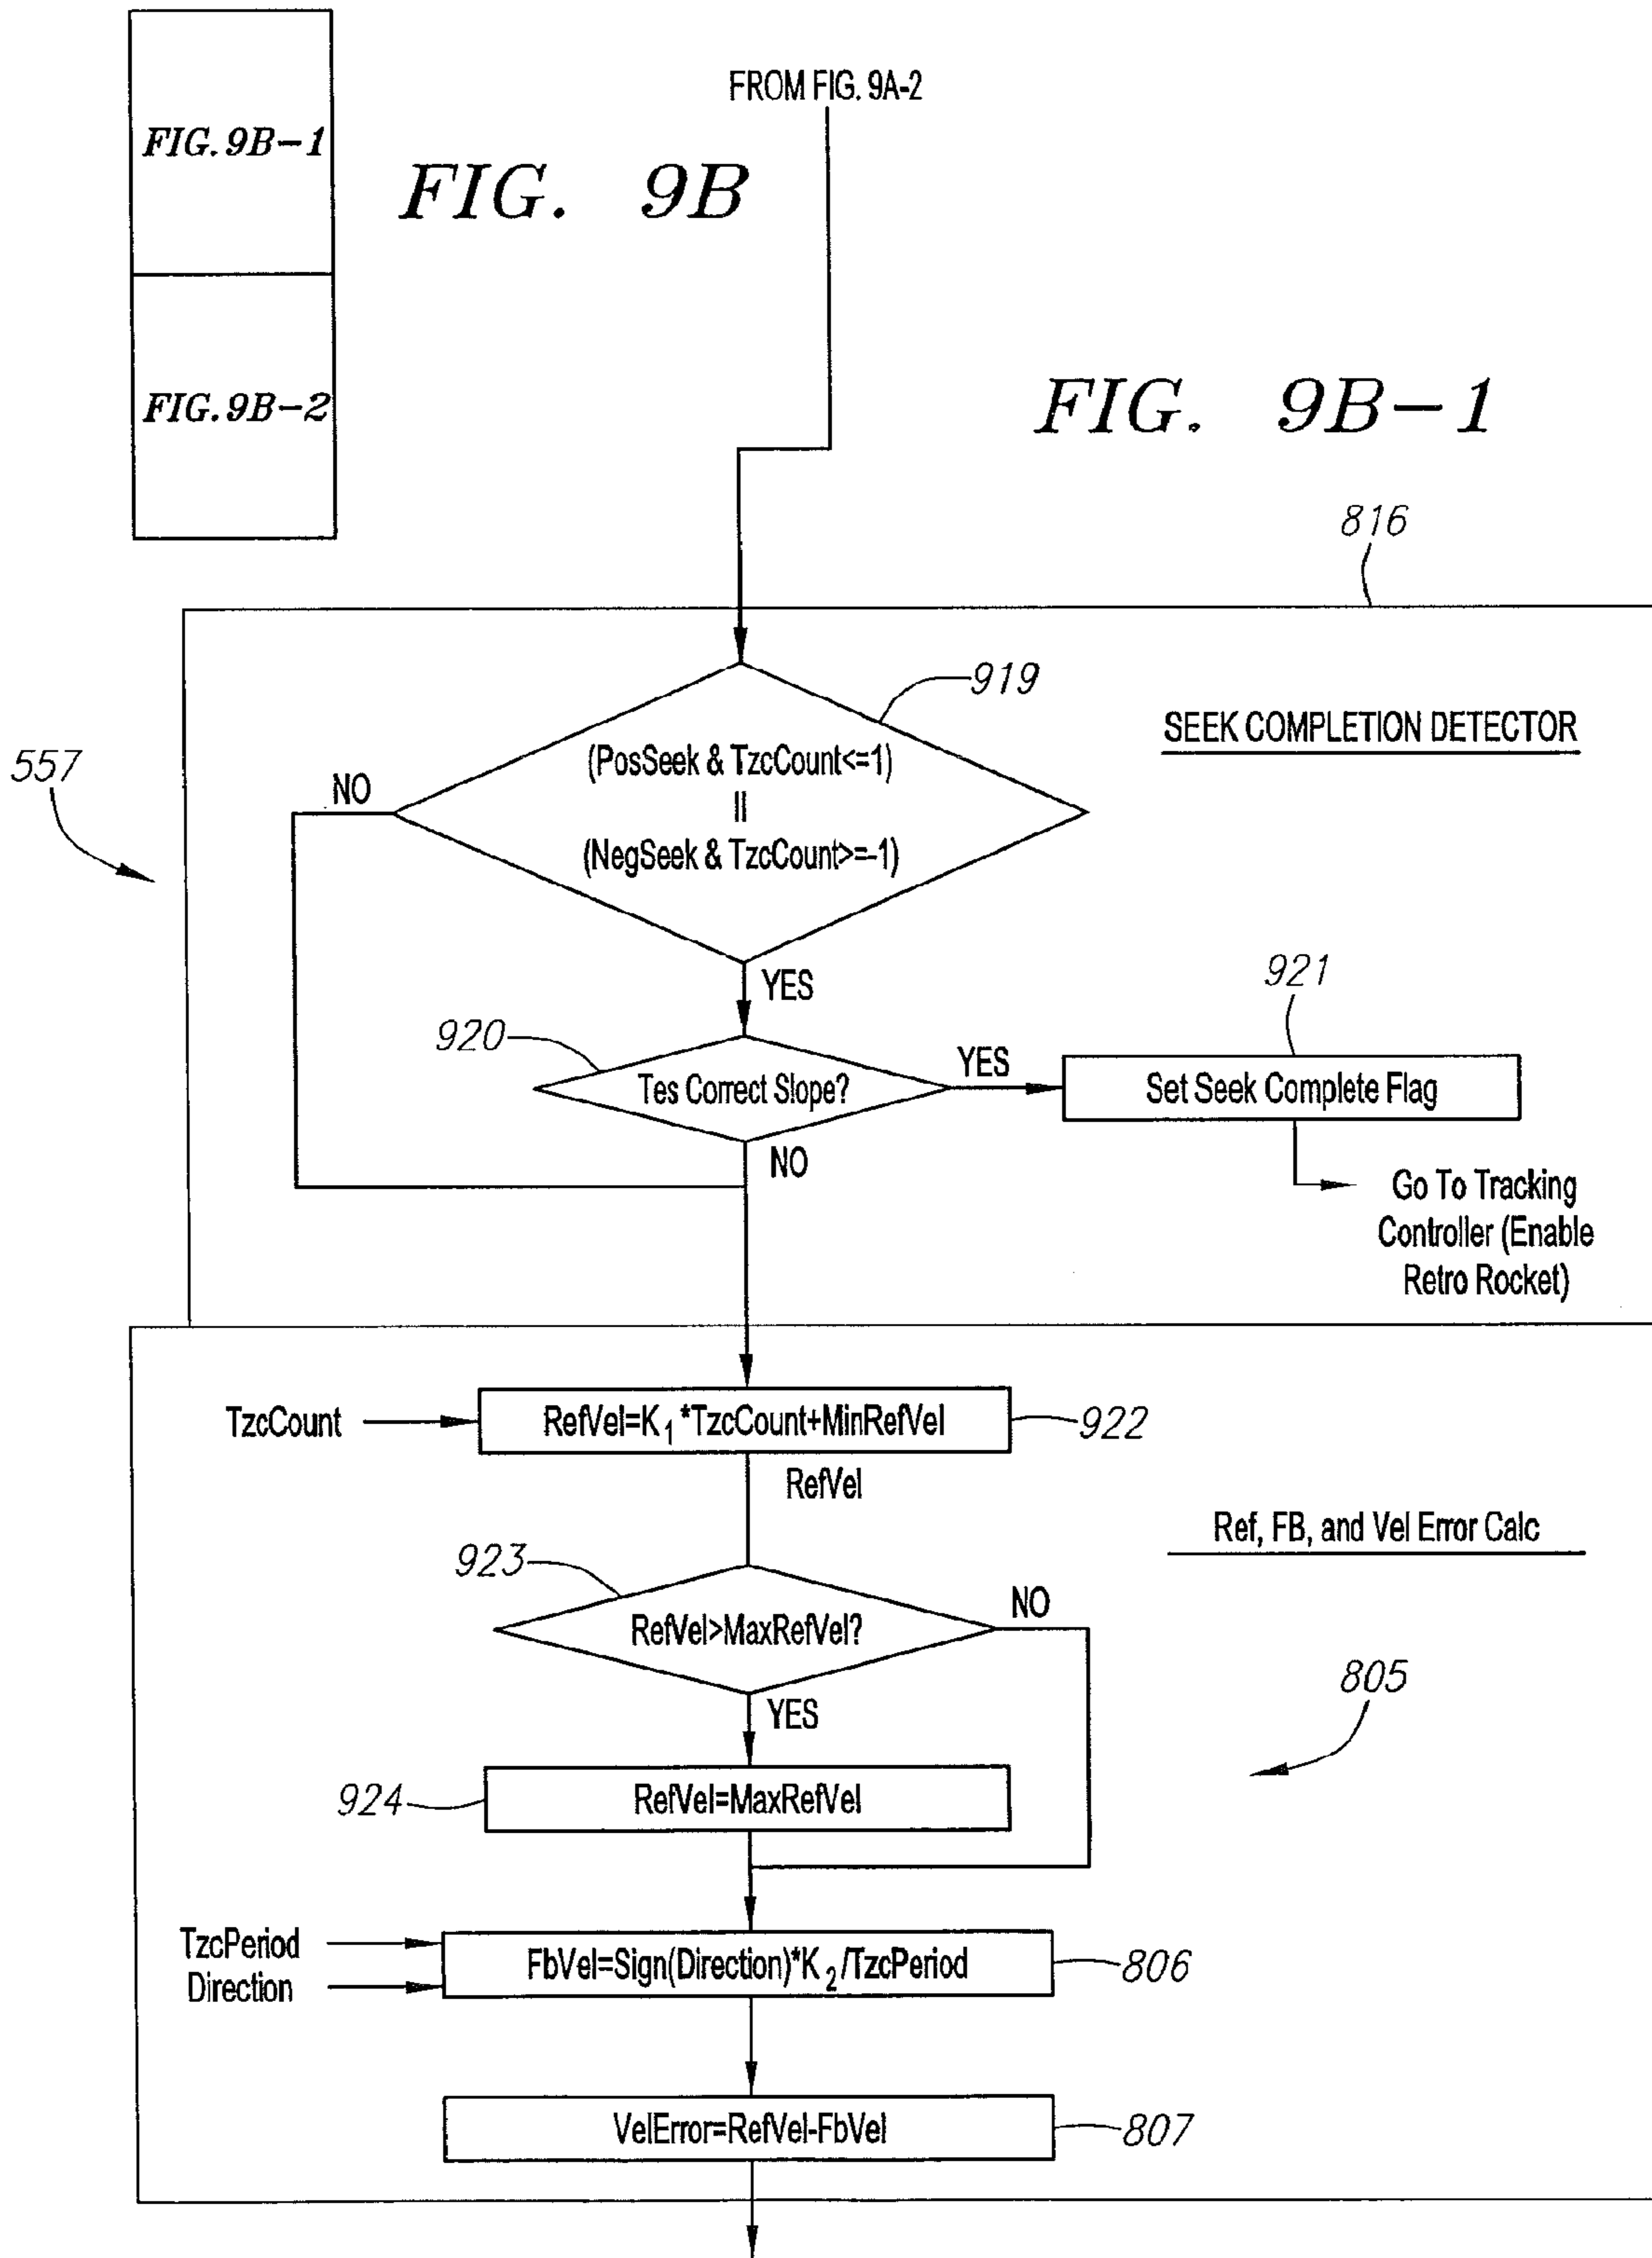 FIG. 9B-1
FIG. 9B-2
FIG. 9B
FROM FIG. 9A-2
FIG. 9B-1
816
919
SEEK COMPLETION DETECTOR
557
NO
(PosSeek & TzcCount<=1)
||
(NegSeek & TzcCount>=-1)
YES
920
Tes Correct Slope?
YES
921
Set Seek Complete Flag
NO
Go To Tracking
Controller (Enable
Retro Rocket)
TzcCount
RefVel=K1*TzcCount+MinRefVel
922
RefVel
Ref, FB, and Vel Error Calc
923
RefVel>MaxRefVel?
NO
YES
805
924
RefVel=MaxRefVel
TzcPeriod
Direction
FbVel=Sign(Direction)*K2/TzcPeriod
806
VelError=RefVel-FbVel
807